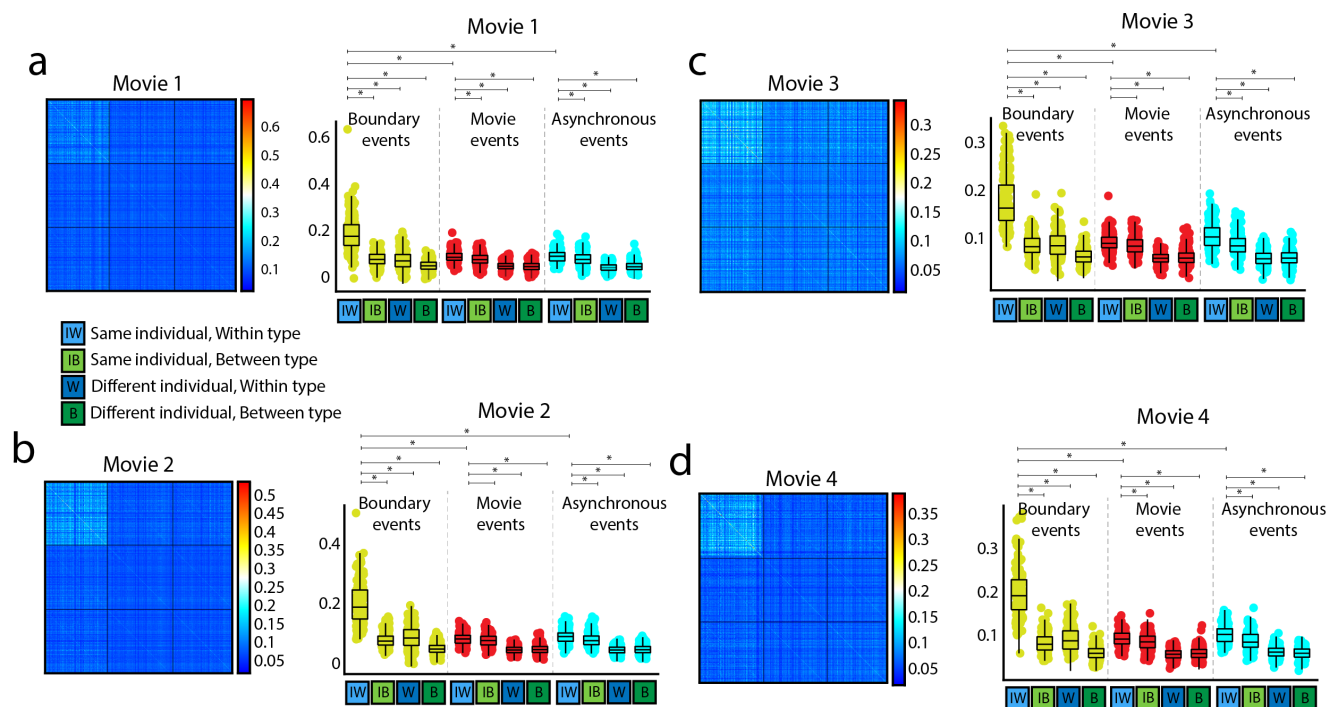 a
Movie 1
0.6
0.5
0.4
0.3
0.2
0.1
Movie 1
*
*
*
*
*
*
*
*
*
*
*
Boundary
events
Movie
events
Asynchronous
events
0.6
0.4
0.2
0
IW IB W B IW IB W B IW IB W B
IW Same individual, Within type
IB Same individual, Between type
W Different individual, Within type
B Different individual, Between type
b
Movie 2
0.5
0.45
0.4
0.35
0.3
0.25
0.2
0.15
0.1
0.05
Movie 2
*
*
*
*
*
*
*
*
*
*
Boundary
events
Movie
events
Asynchronous
events
0.4
0.2
0
IW IB W B IW IB W B IW IB W B
c
Movie 3
0.3
0.25
0.2
0.15
0.1
0.05
Movie 3
*
*
*
*
*
*
*
*
*
*
Boundary
events
Movie
events
Asynchronous
events
0.3
0.2
0.1
IW IB W B IW IB W B IW IB W B
d
Movie 4
0.35
0.3
0.25
0.2
0.15
0.1
0.05
Movie 4
*
*
*
*
*
*
*
*
*
*
*
Boundary
events
Movie
events
Asynchronous
events
0.3
0.2
0.1
IW IB W B IW IB W B IW IB W B